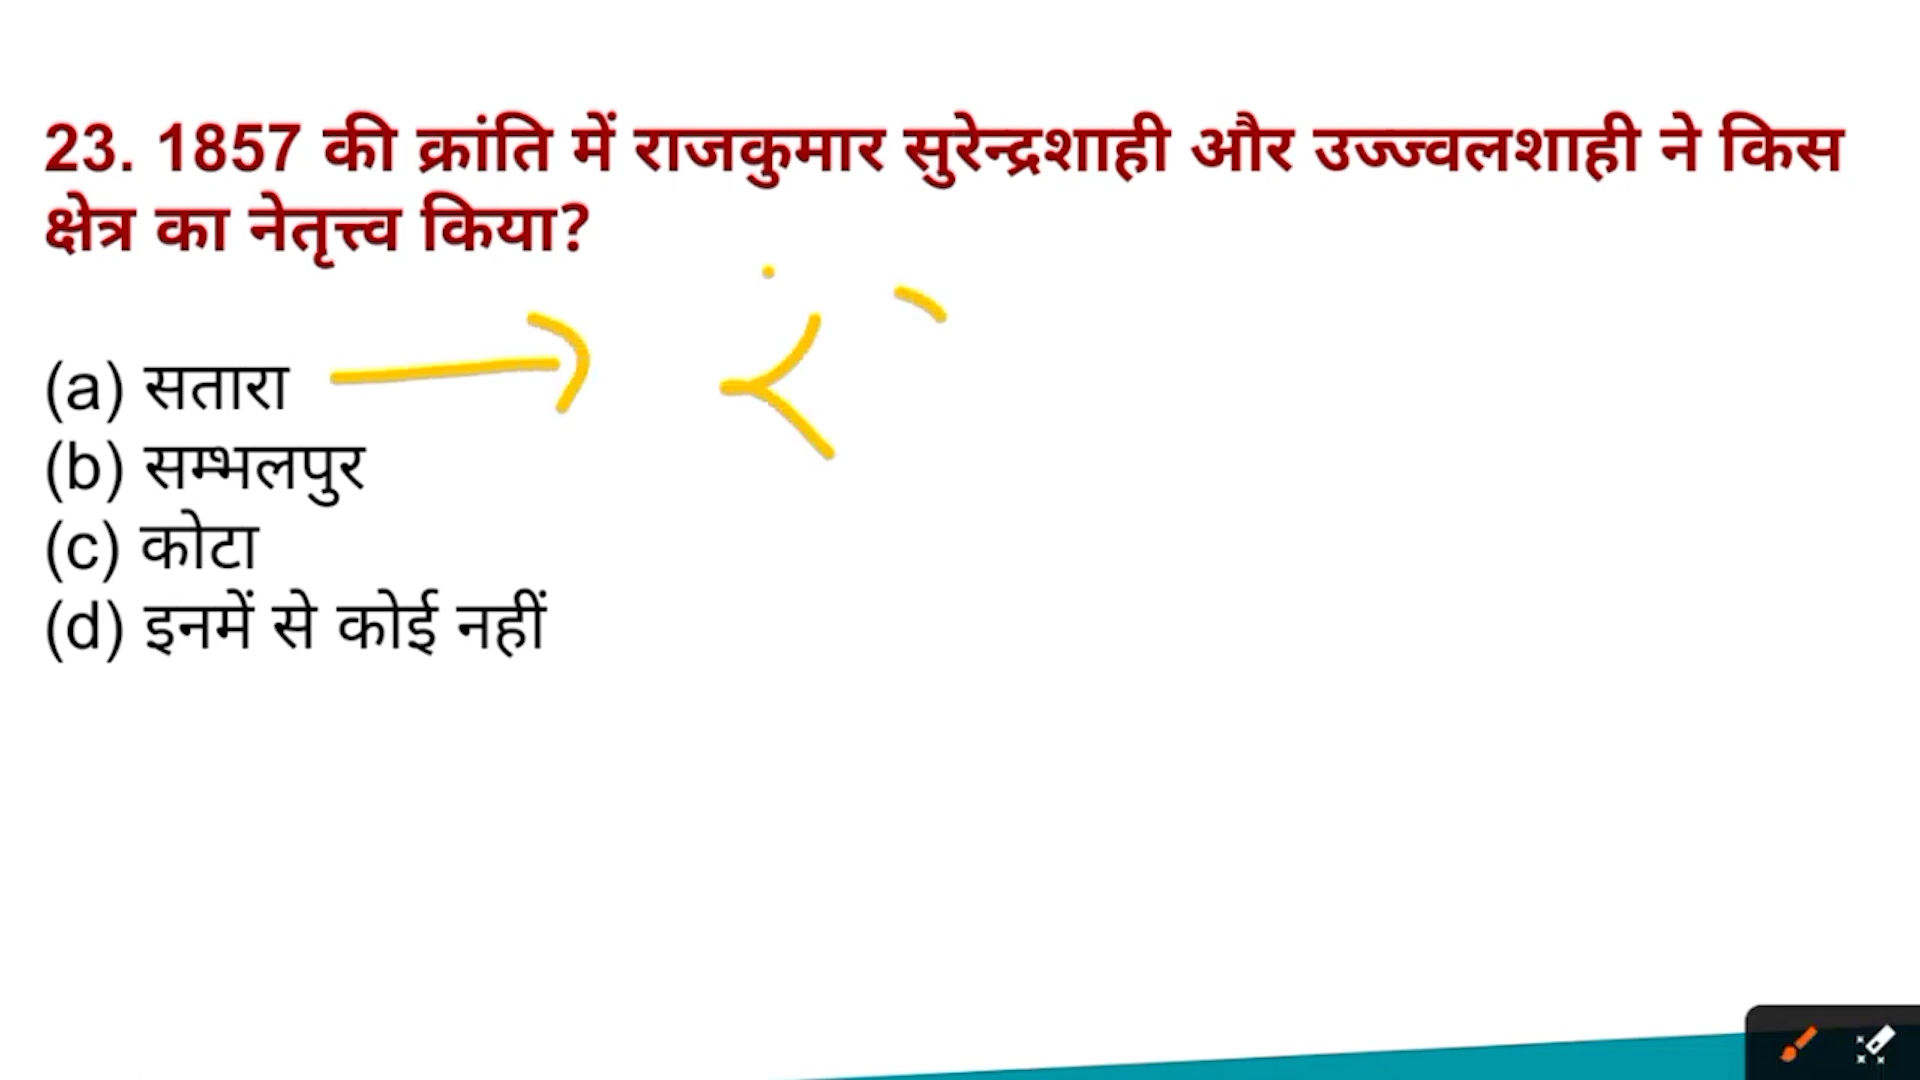 23. 1857 की क्रांति में राजकुमार सुरेन्द्रशाही और उज्ज्वलशाही ने किस
क्षेत्र का नेतृत्त्व किया?
(a) सतारा
(b) सम्भलपुर
(c) कोटा
(d) इनमें से कोई नहीं